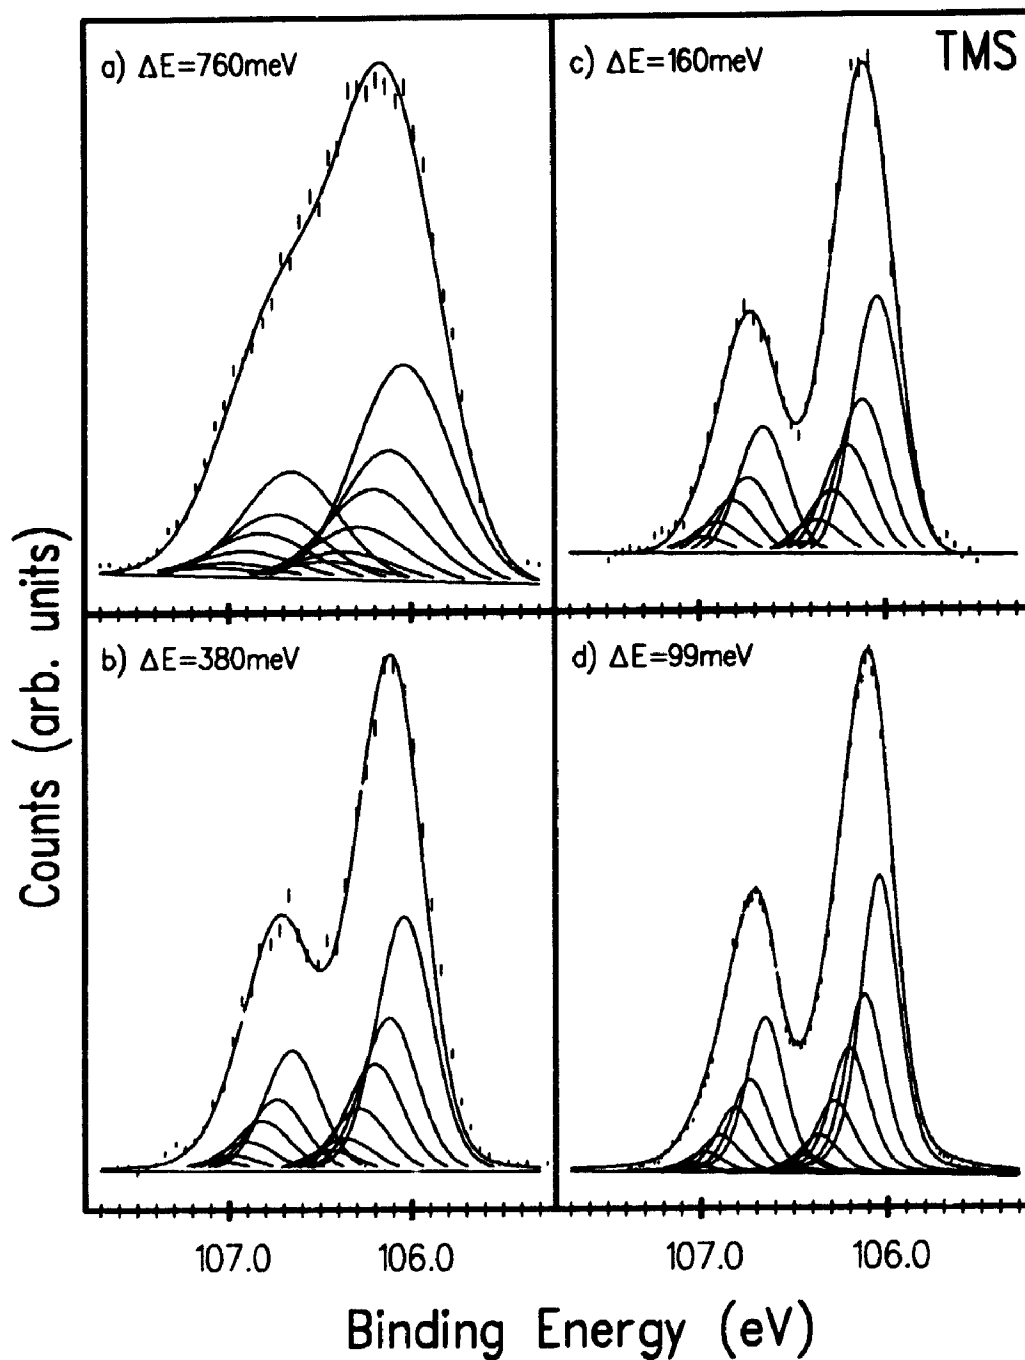 a) ΔE=760meV
c) ΔE=160meV
TMS
b) ΔE=380meV
d) ΔE=99meV
Counts (arb. units)
107.0
106.0
107.0
106.0
Binding Energy (eV)